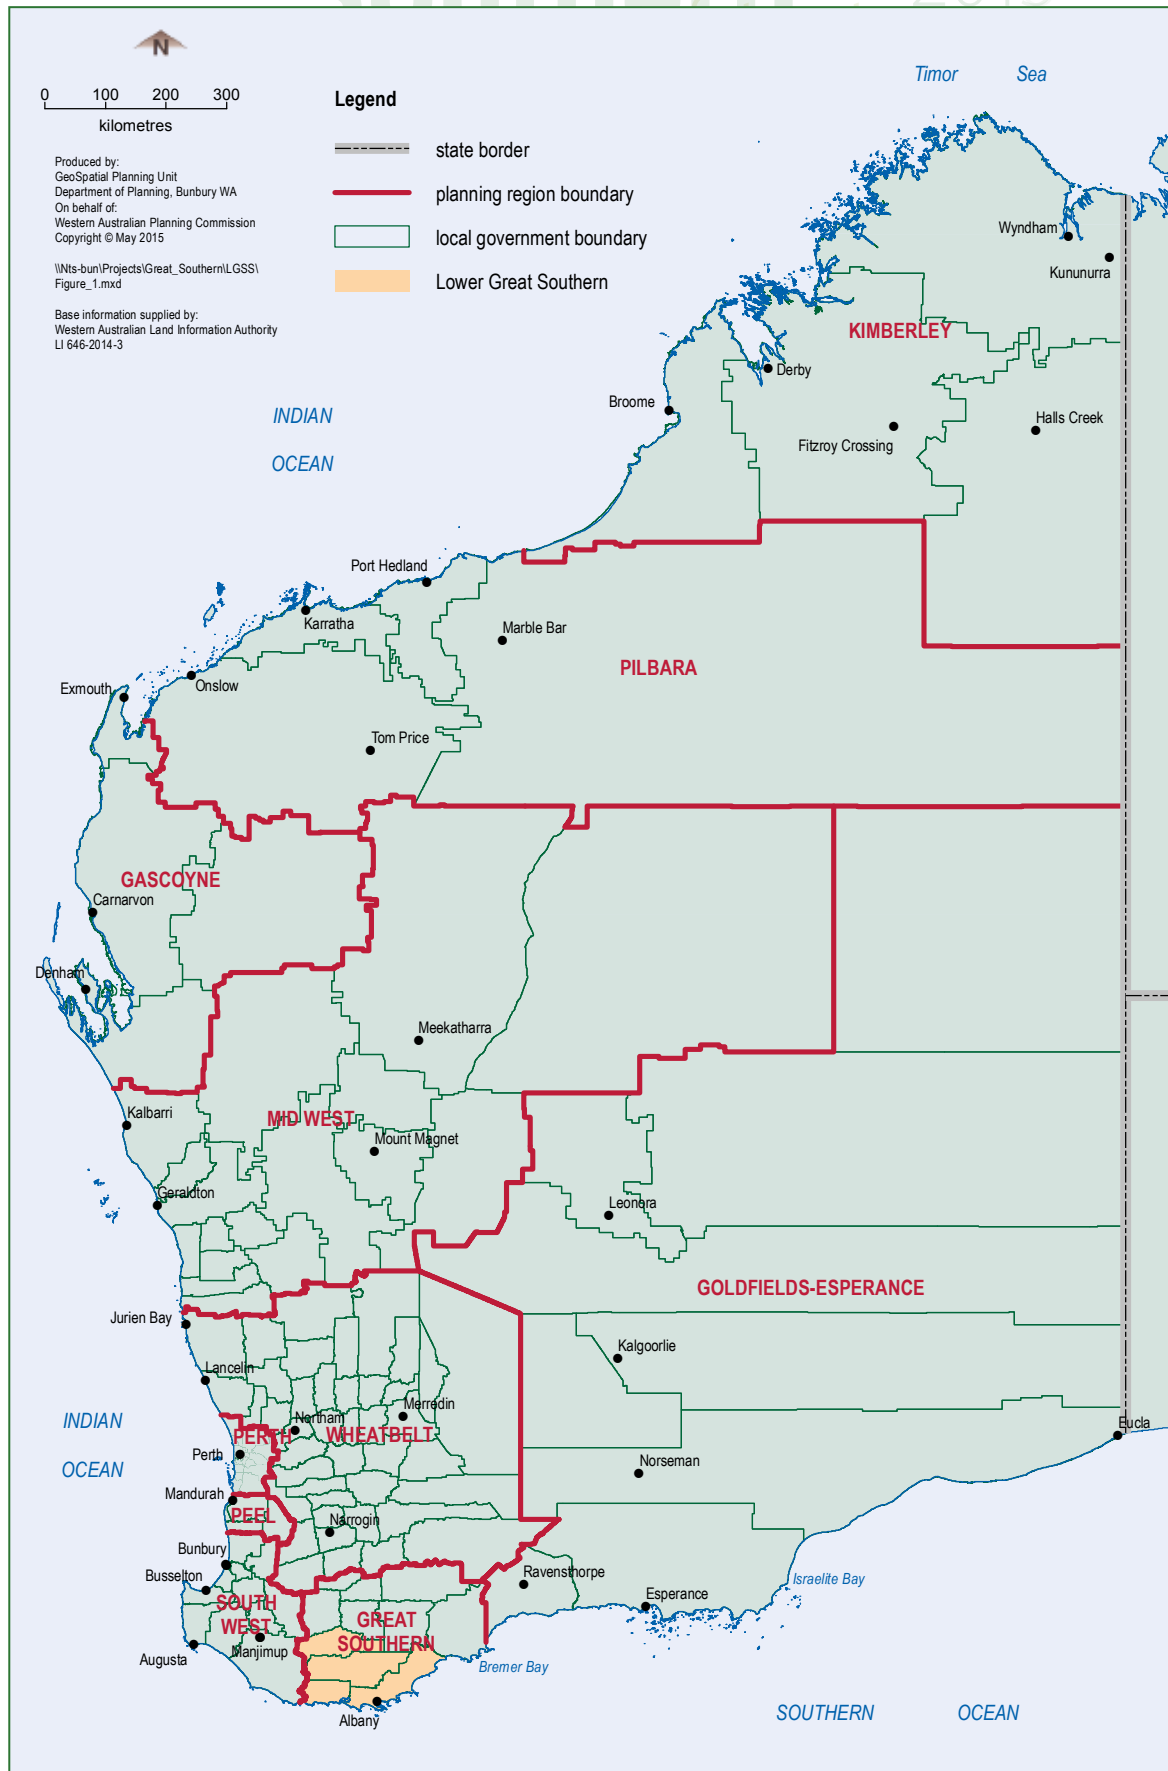 2015
N
0 100 200 300
kilometres
Produced by:
GeoSpatial Planning Unit
Department of Planning, Bunbury WA
On behalf of:
Western Australian Planning Commission
Copyright © May 2015
\\Nts-bun\Projects\Great_Southern\LGSS\
Figure_1.mxd
Base information supplied by:
Western Australian Land Information Authority
LI 646-2014-3
Legend
state border
planning region boundary
local government boundary
Lower Great Southern
Timor Sea
Wyndham
Kununurra
KIMBERLEY
Derby
Broome
Halls Creek
Fitzroy Crossing
INDIAN
OCEAN
Port Hedland
Karratha
Marble Bar
PILBARA
Exmouth
Onslow
Tom Price
GASCOYNE
Carnarvon
Denham
Meekatharra
Kalbarri
MID WEST
Mount Magnet
Geraldton
Leonora
GOLDFIELDS-ESPERANCE
Jurien Bay
Kalgoorlie
Lancelin
Merredin
INDIAN
OCEAN
Northam
PERTH
WHEATBELT
Eucla
Perth
Norseman
Mandurah
PEEL
Narrogin
Bunbury
Busselton
Ravensthorpe
Israelite Bay
Esperance
SOUTH
WEST
GREAT
SOUTHERN
Manjimup
Augusta
Bremer Bay
Albany
SOUTHERN OCEAN